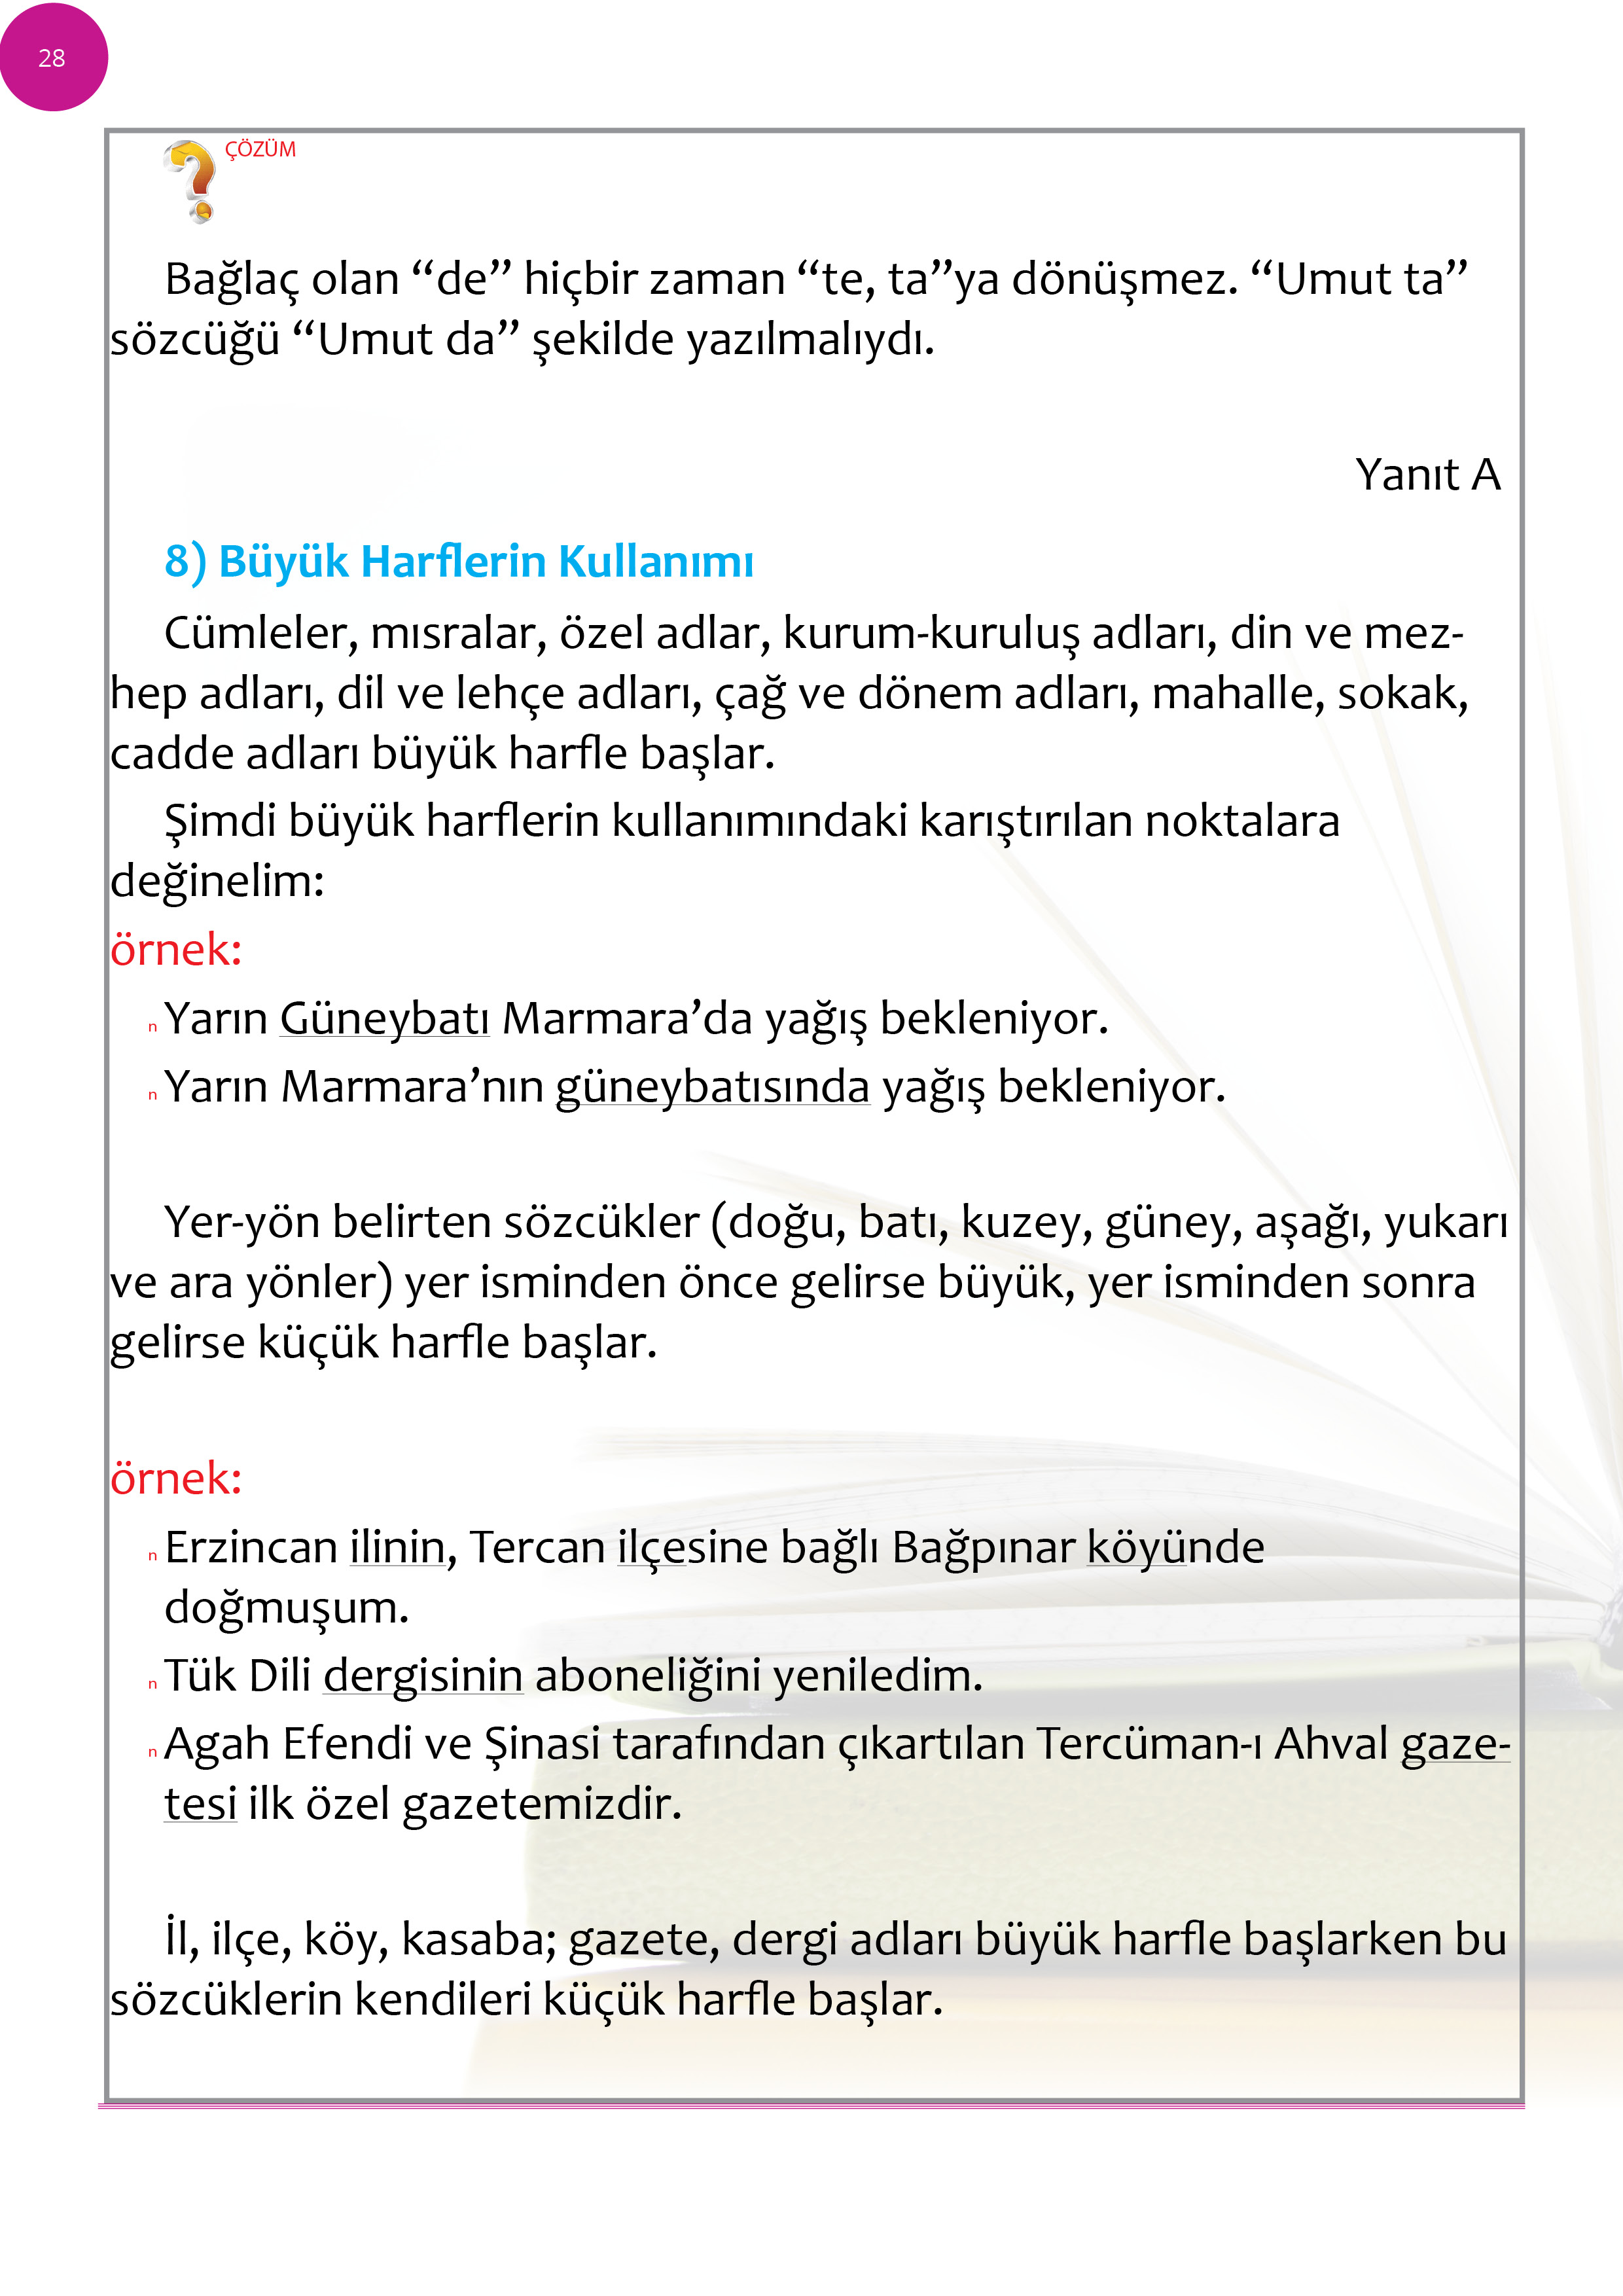 28
ÇÖZÜM
Bağlaç olan “de” hiçbir zaman “te, ta”ya dönüşmez. “Umut ta”
sözcüğü “Umut da” şekilde yazılmalıydı.
Yanıt A
8) Büyük Harflerin Kullanımı
Cümleler, mısralar, özel adlar, kurum-kuruluş adları, din ve mez-
hep adları, dil ve lehçe adları, çağ ve dönem adları, mahalle, sokak,
cadde adları büyük harfle başlar.
Şimdi büyük harflerin kullanımındaki karıştırılan noktalara
değinelim:
örnek:
n Yarın Güneybatı Marmara’da yağış bekleniyor.
n Yarın Marmara’nın güneybatısında yağış bekleniyor.
Yer-yön belirten sözcükler (doğu, batı, kuzey, güney, aşağı, yukarı
ve ara yönler) yer isminden önce gelirse büyük, yer isminden sonra
gelirse küçük harfle başlar.
örnek:
n Erzincan ilinin, Tercan ilçesine bağlı Bağpınar köyünde
doğmuşum.
n Tük Dili dergisinin aboneliğini yeniledim.
n Agah Efendi ve Şinasi tarafından çıkartılan Tercüman-ı Ahval gaze-
tesi ilk özel gazetemizdir.
İl, ilçe, köy, kasaba; gazete, dergi adları büyük harfle başlarken bu
sözcüklerin kendileri küçük harfle başlar.